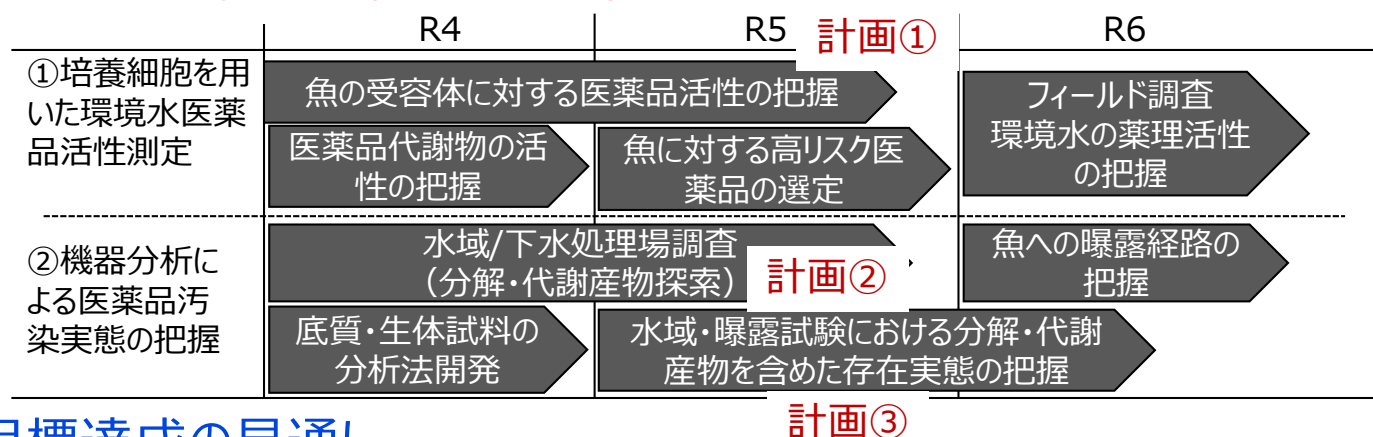 R4 R5 計画① R6
①培養細胞を用
いた環境水医薬
品活性測定
魚の受容体に対する医薬品活性の把握
医薬品代謝物の活
性の把握
魚に対する高リスク医
薬品の選定
フィールド調査
環境水の薬理活性
の把握
②機器分析に
よる医薬品汚
染実態の把握
水域/下水処理場調査
(分解・代謝産物探索)
計画②
魚への曝露経路の
把握
底質・生体試料の
分析法開発
水域・曝露試験における分解・代謝
産物を含めた存在実態の把握
計画③
目標達成の見通し